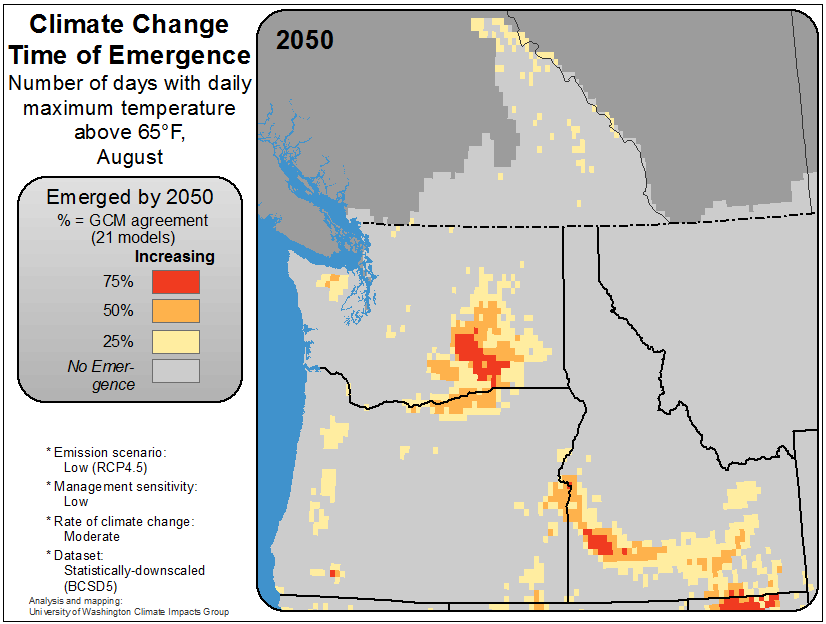 Climate Change
Time of Emergence
Number of days with daily
maximum temperature
above 65°F,
August
2050
Emerged by 2050
% = GCM agreement
(21 models)
Increasing
75%
50%
25%
No Emer-
gence
* Emission scenario:
Low (RCP4.5)
* Management sensitivity:
Low
* Rate of climate change:
Moderate
* Dataset:
Statistically-downscaled
(BCSD5)
Analysis and mapping:
University of Washington Climate Impacts Group